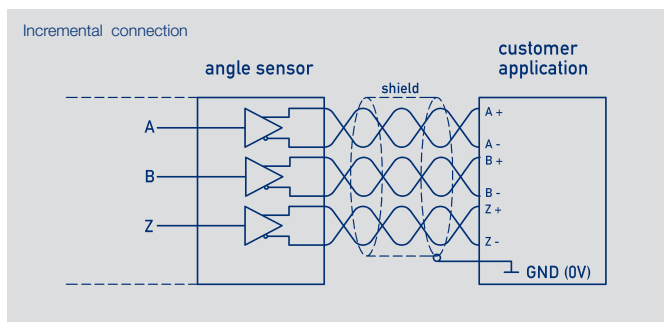 Incremental connection
customer
application
angle sensor
shield
A
A +
A -
B
B +
B -
Z
Z +
Z -
GND (0V)